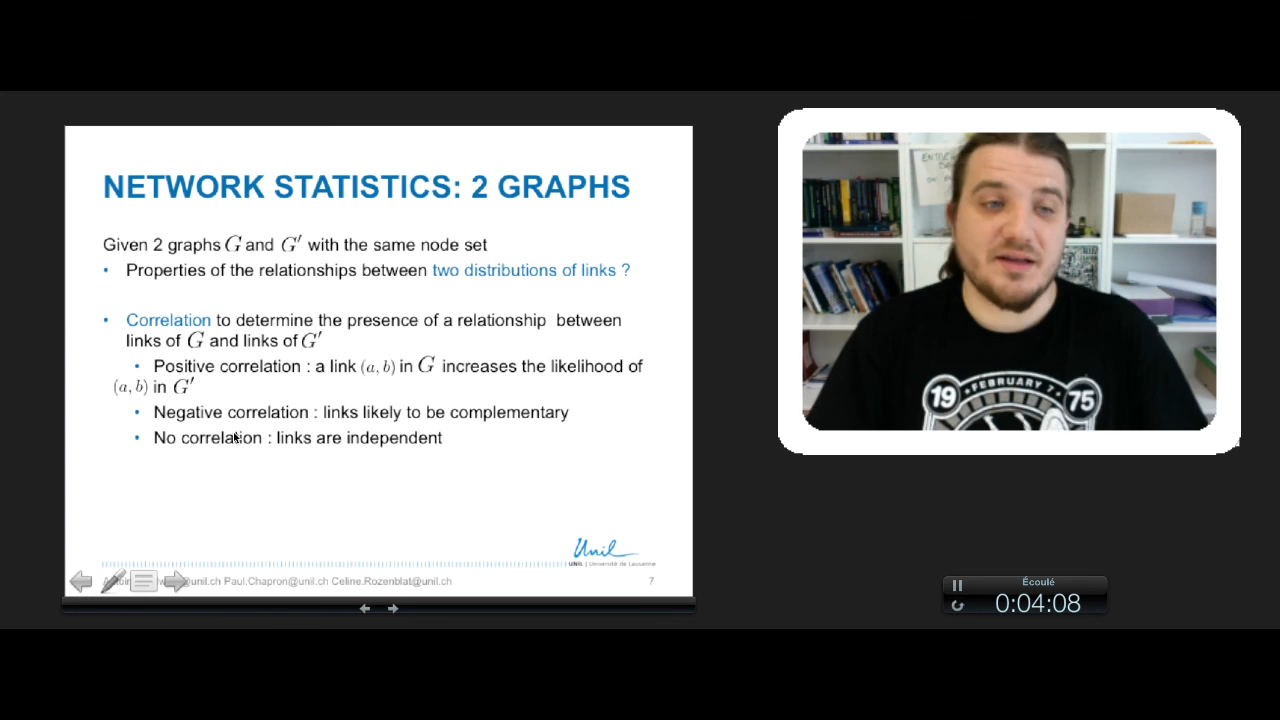 NETWORK STATISTICS: 2 GRAPHS
Given 2 graphs G and G′ with the same node set
• Properties of the relationships between two distributions of links ?
• Correlation to determine the presence of a relationship between
links of G and links of G′
• Positive correlation : a link (a, b) in G increases the likelihood of
(a, b) in G′
• Negative correlation : links likely to be complementary
• No correlation : links are independent
Unil
UNIL | Université de Lausanne
@unil.ch Paul.Chapron@unil.ch Celine.Rozenblat@unil.ch
7
19 • FEBRUARY 7 • 75
Écoulé
0:04:08